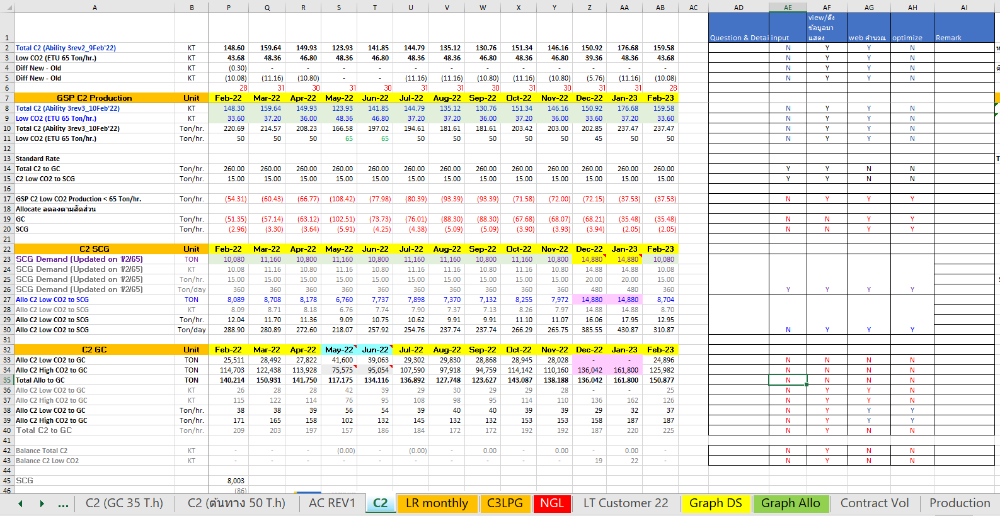 A B P Q R S T U V W X Y Z AA AB AC AD AE AF AG AH AI
1 Question & Detai input view/ดึงข้อมูลมาแสดง web คำนวณ optimize Remark
2 Total C2 (Ability 3rev2_9Feb'22) KT 148.60 159.64 149.93 123.93 141.85 144.79 135.12 130.76 151.34 146.16 150.92 176.68 159.58 N Y Y N
3 Low CO2 (ETU 65 Ton/hr.) KT 43.68 48.36 46.80 48.36 46.80 48.36 48.36 46.80 48.36 46.80 39.36 48.36 43.68 N Y Y N
4 Diff New - Old KT (0.30) - - - - - - - - - - - - N Y Y N
5 Diff New - Old KT (10.08) (11.16) (10.80) - - (11.16) (11.16) (10.80) (11.16) (10.80) (5.76) (11.16) (10.08) N Y Y N
6 28 31 30 31 30 31 31 30 31 30 31 31 28
7 GSP C2 Production Unit Feb-22 Mar-22 Apr-22 May-22 Jun-22 Jul-22 Aug-22 Sep-22 Oct-22 Nov-22 Dec-22 Jan-23 Feb-23
8 Total C2 (Ability 3rev3_10Feb'22) KT 148.30 159.64 149.93 123.93 141.85 144.79 135.12 130.76 151.34 146.16 150.92 176.68 159.58 N Y Y N
9 Low CO2 (ETU 65 Ton/hr.) KT 33.60 37.20 36.00 48.36 46.80 37.20 37.20 36.00 37.20 36.00 33.60 37.20 33.60 N Y Y N
10 Total C2 (Ability 3rev3_10Feb'22) Ton/hr. 220.69 214.57 208.23 166.58 197.02 194.61 181.61 181.61 203.42 203.00 202.85 237.47 237.47 N Y Y N
11 Low CO2 (ETU 65 Ton/hr.) Ton/hr. 50 50 50 65 65 50 50 50 50 50 45 50 50 N Y Y N
12
13 Standard Rate
14 Total C2 to GC Ton/hr. 260.00 260.00 260.00 260.00 260.00 260.00 260.00 260.00 260.00 260.00 260.00 260.00 260.00 Y Y N N
15 C2 Low CO2 to SCG Ton/hr. 15.00 15.00 15.00 15.00 15.00 15.00 15.00 15.00 15.00 15.00 15.00 15.00 15.00 Y Y N N
16
17 GSP C2 Low CO2 Production < 65 Ton/hr. Ton/hr. (54.31) (60.43) (66.77) (108.42) (77.98) (80.39) (93.39) (93.39) (71.58) (72.00) (72.15) (37.53) (37.53) N Y Y Y
18 Allocate ลดลงตามสัดส่วน
19 GC Ton/hr. (51.35) (57.14) (63.12) (102.51) (73.73) (76.01) (88.30) (88.30) (67.68) (68.07) (68.21) (35.48) (35.48) N N Y Y
20 SCG Ton/hr. (2.96) (3.30) (3.64) (5.91) (4.25) (4.38) (5.09) (5.09) (3.90) (3.93) (3.94) (2.05) (2.05) N N Y Y
21
22 C2 SCG Unit Feb-22 Mar-22 Apr-22 May-22 Jun-22 Jul-22 Aug-22 Sep-22 Oct-22 Nov-22 Dec-22 Jan-23 Feb-23
23 SCG Demand (Updated on 1/2/65) TON 10,080 11,160 10,800 11,160 10,800 11,160 11,160 10,800 11,160 10,800 14,880 14,880 10,080
24 SCG Demand (Updated on 1/2/65) KT 10.08 11.16 10.80 11.16 10.80 11.16 11.16 10.80 11.16 10.80 14.88 14.88 10.08
25 SCG Demand (Updated on 1/2/65) Ton/hr. 15.00 15.00 15.00 15.00 15.00 15.00 15.00 15.00 15.00 15.00 20.00 20.00 15.00
26 SCG Demand (Updated on 1/2/65) Ton/day 360 360 360 360 360 360 360 360 360 360 480 480 360 Y Y Y Y
27 Allo C2 Low CO2 to SCG TON 8,089 8,708 8,178 6,760 7,737 7,898 7,370 7,132 8,255 7,972 14,880 14,880 8,704
28 Allo C2 Low CO2 to SCG KT 8.09 8.71 8.18 6.76 7.74 7.90 7.37 7.13 8.26 7.97 14.88 14.88 8.70
29 Allo C2 Low CO2 to SCG Ton/hr. 12.04 11.70 11.36 9.09 10.75 10.62 9.91 9.91 11.10 11.07 16.06 17.95 12.95
30 Allo C2 Low CO2 to SCG Ton/day 288.90 280.89 272.60 218.07 257.92 254.76 237.74 237.74 266.29 265.75 385.55 430.87 310.87 N Y Y Y
31
32 C2 GC Unit Feb-22 Mar-22 Apr-22 May-22 Jun-22 Jul-22 Aug-22 Sep-22 Oct-22 Nov-22 Dec-22 Jan-23 Feb-23
33 Allo C2 Low CO2 to GC TON 25,511 28,492 27,822 41,600 39,063 29,302 29,830 28,868 28,945 28,028 - - 24,896 N N N N
34 Allo C2 High CO2 to GC TON 114,703 122,438 113,928 75,575 95,054 107,590 97,918 94,759 114,142 110,160 136,042 161,800 125,982 N N N N
35 Total Allo to GC TON 140,214 150,931 141,750 117,175 134,116 136,892 127,748 123,627 143,087 138,188 136,042 161,800 150,877 N N N N
36 Allo C2 Low CO2 to GC KT 26 28 28 42 39 29 30 29 29 28 - - 25 N Y Y N
37 Allo C2 High CO2 to GC KT 115 122 114 76 95 108 98 95 114 110 136 162 126 N Y Y N
38 Allo C2 Low CO2 to GC Ton/hr. 38 38 39 56 54 39 40 40 39 39 29 32 37 N Y Y Y
39 Allo C2 High CO2 to GC Ton/hr. 171 165 158 102 132 145 132 132 153 153 158 187 187 N Y Y Y
40 Total C2 to GC Ton/hr. 209 203 197 157 186 184 172 172 192 192 187 220 225 N Y N N
41
42 Balance Total C2 KT - - - (0.00) - (0.00) - 0.00 - 0.00 - 0.00 - N Y N N
43 Balance C2 Low CO2 KT - - - - - - - - - - 19 22 - N Y N N
44
45 SCG 8,003
46 (86)
... C2 (GC 35 T.h) C2 (ต้นทาง 50 T.h) AC REV1 C2 LR monthly C3LPG NGL LT Customer 22 Graph DS Graph Allo Contract Vol Production